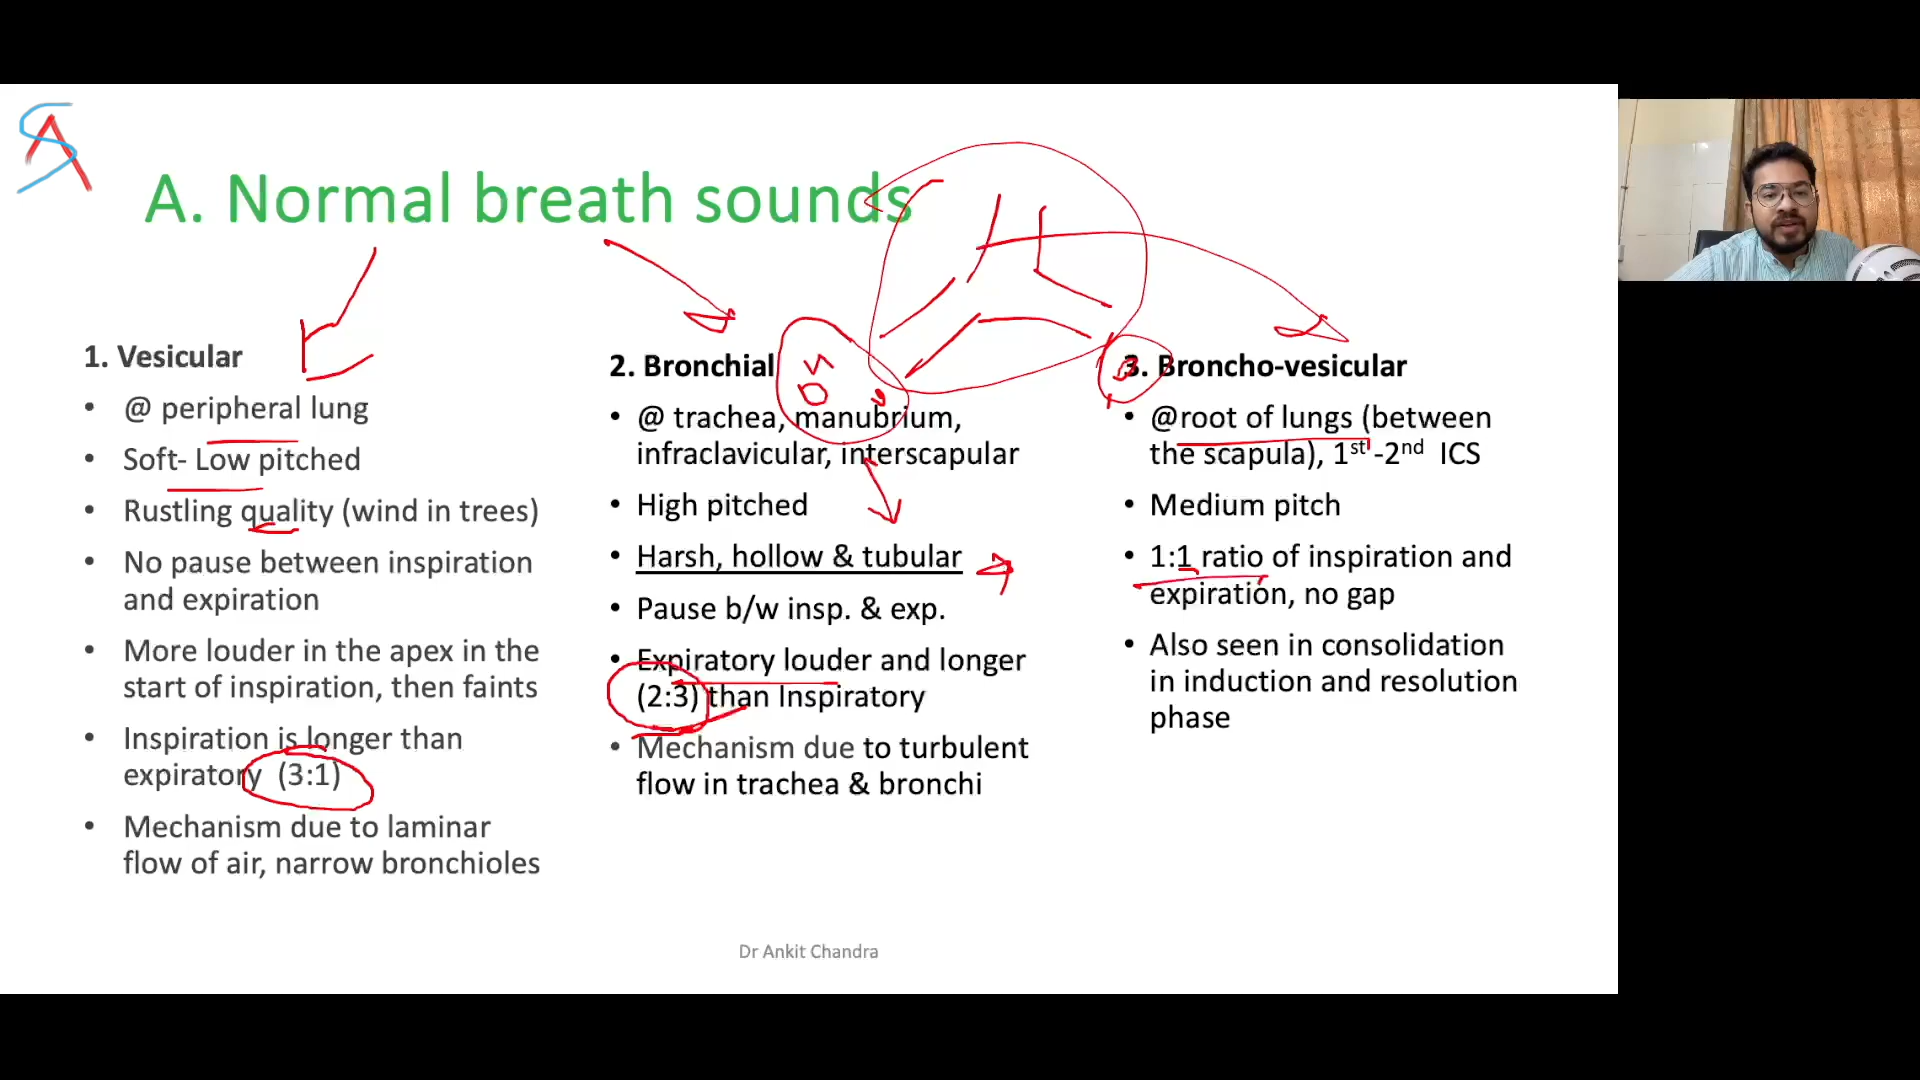 A. Normal breath sounds
1. Vesicular
• @ peripheral lung
• Soft- Low pitched
• Rustling quality (wind in trees)
• No pause between inspiration
and expiration
• More louder in the apex in the
start of inspiration, then faints
• Inspiration is longer than
expiratory (3:1)
• Mechanism due to laminar
flow of air, narrow bronchioles
2. Bronchial
• @ trachea, manubrium,
infraclavicular, interscapular
• High pitched
• Harsh, hollow & tubular
• Pause b/w insp. & exp.
• Expiratory louder and longer
(2:3) than Inspiratory
• Mechanism due to turbulent
flow in trachea & bronchi
3. Broncho-vesicular
• @root of lungs (between
the scapula), 1st -2nd ICS
• Medium pitch
• 1:1 ratio of inspiration and
expiration, no gap
• Also seen in consolidation
in induction and resolution
phase
Dr Ankit Chandra